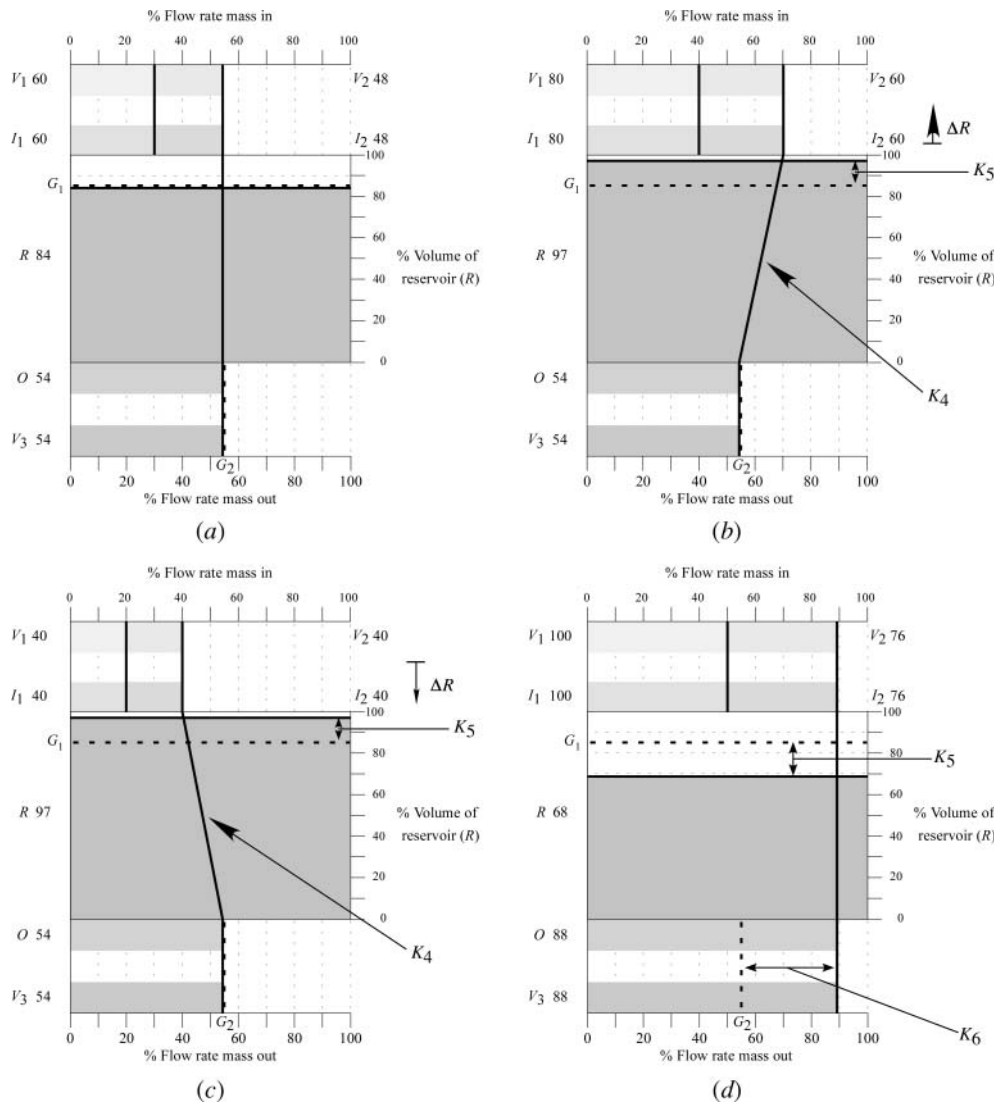 % Flow rate mass in
0 20 40 60 80 100
V1 60 V2 48
I1 60 I2 48
100
G1
80
60
R 84 % Volume of
reservoir (R)
40
20
0
O 54
V3 54
G2
0 20 40 60 80 100
% Flow rate mass out
(a)
% Flow rate mass in
0 20 40 60 80 100
V1 80 V2 60
ΔR
I1 80 I2 60
100
K5
G1
80
60
R 97 % Volume of
reservoir (R)
40
20
0
O 54
K4
V3 54
G2
0 20 40 60 80 100
% Flow rate mass out
(b)
% Flow rate mass in
0 20 40 60 80 100
V1 40 V2 40
ΔR
I1 40 I2 40
100
K5
G1
80
60
R 97 % Volume of
reservoir (R)
40
20
0
O 54
K4
V3 54
G2
0 20 40 60 80 100
% Flow rate mass out
(c)
% Flow rate mass in
0 20 40 60 80 100
V1 100 V2 76
I1 100 I2 76
100
G1
80
K5
60
R 68 % Volume of
reservoir (R)
40
20
0
O 88
V3 88
G2
K6
0 20 40 60 80 100
% Flow rate mass out
(d)